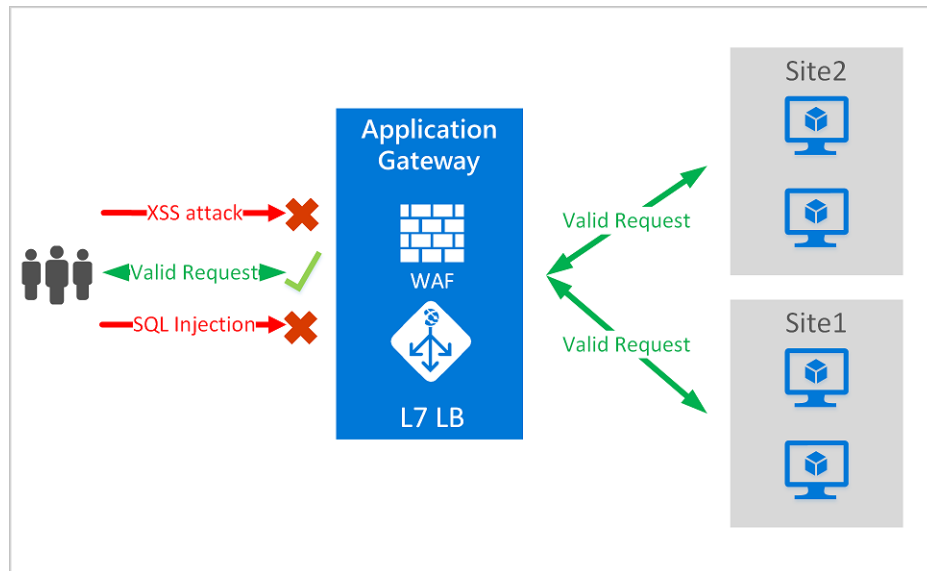 Application
Gateway
XSS attack
Valid Request
SQL Injection
WAF
L7 LB
Valid Request
Valid Request
Site2
Site1